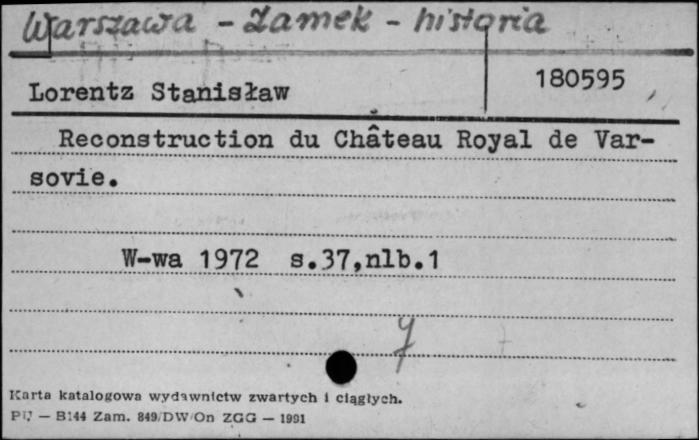 Warszawa - Zamek - historia
Lorentz Stanisław 180595
Reconstruction du Château Royal de Var-
sovie.
W-wa 1972 s.37,nlb.1
Karta katalogowa wydawnictw zwartych i ciągłych.
— B144 Zam. 849/DW/On ZGG — 1991